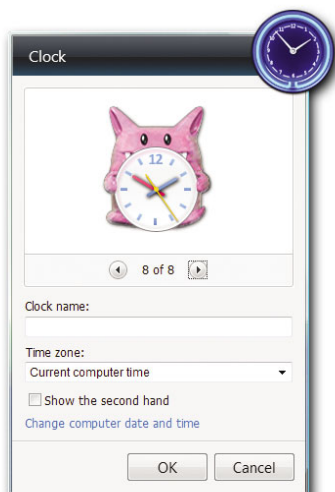 Clock
12
8 of 8
Clock name:
Time zone:
Current computer time
Show the second hand
Change computer date and time
OK
Cancel